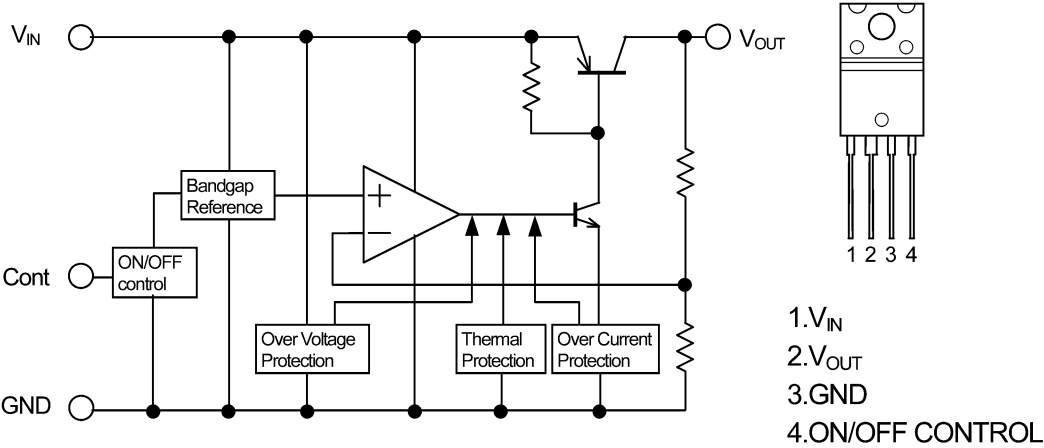 VIN
VOUT
Bandgap
Reference
+
−
Cont
ON/OFF
control
Over Voltage
Protection
Thermal
Protection
Over Current
Protection
GND
1 2 3 4
1.VIN
2.VOUT
3.GND
4.ON/OFF CONTROL